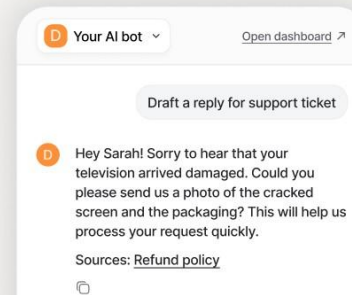 D Your AI bot
Open dashboard
Draft a reply for support ticket
D
Hey Sarah! Sorry to hear that your
television arrived damaged. Could you
please send us a photo of the cracked
screen and the packaging? This will help us
process your request quickly.
Sources: Refund policy